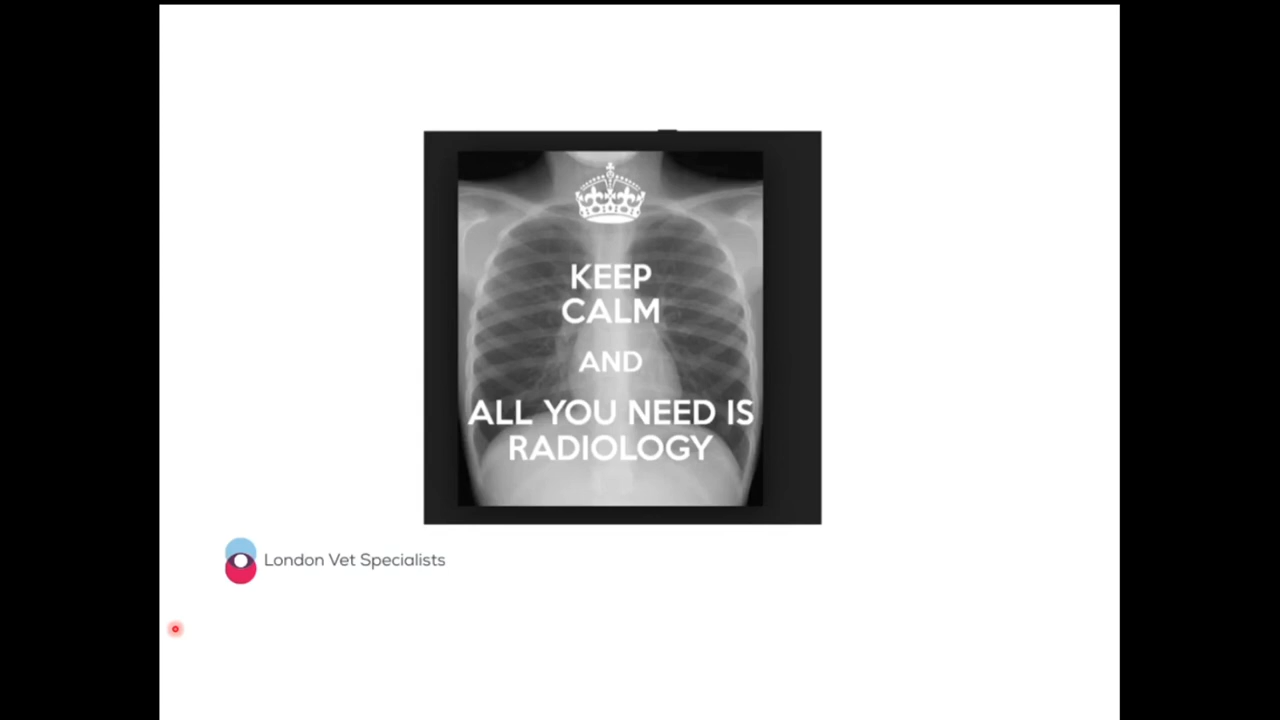 KEEP
CALM
AND
ALL YOU NEED IS
RADIOLOGY
London Vet Specialists